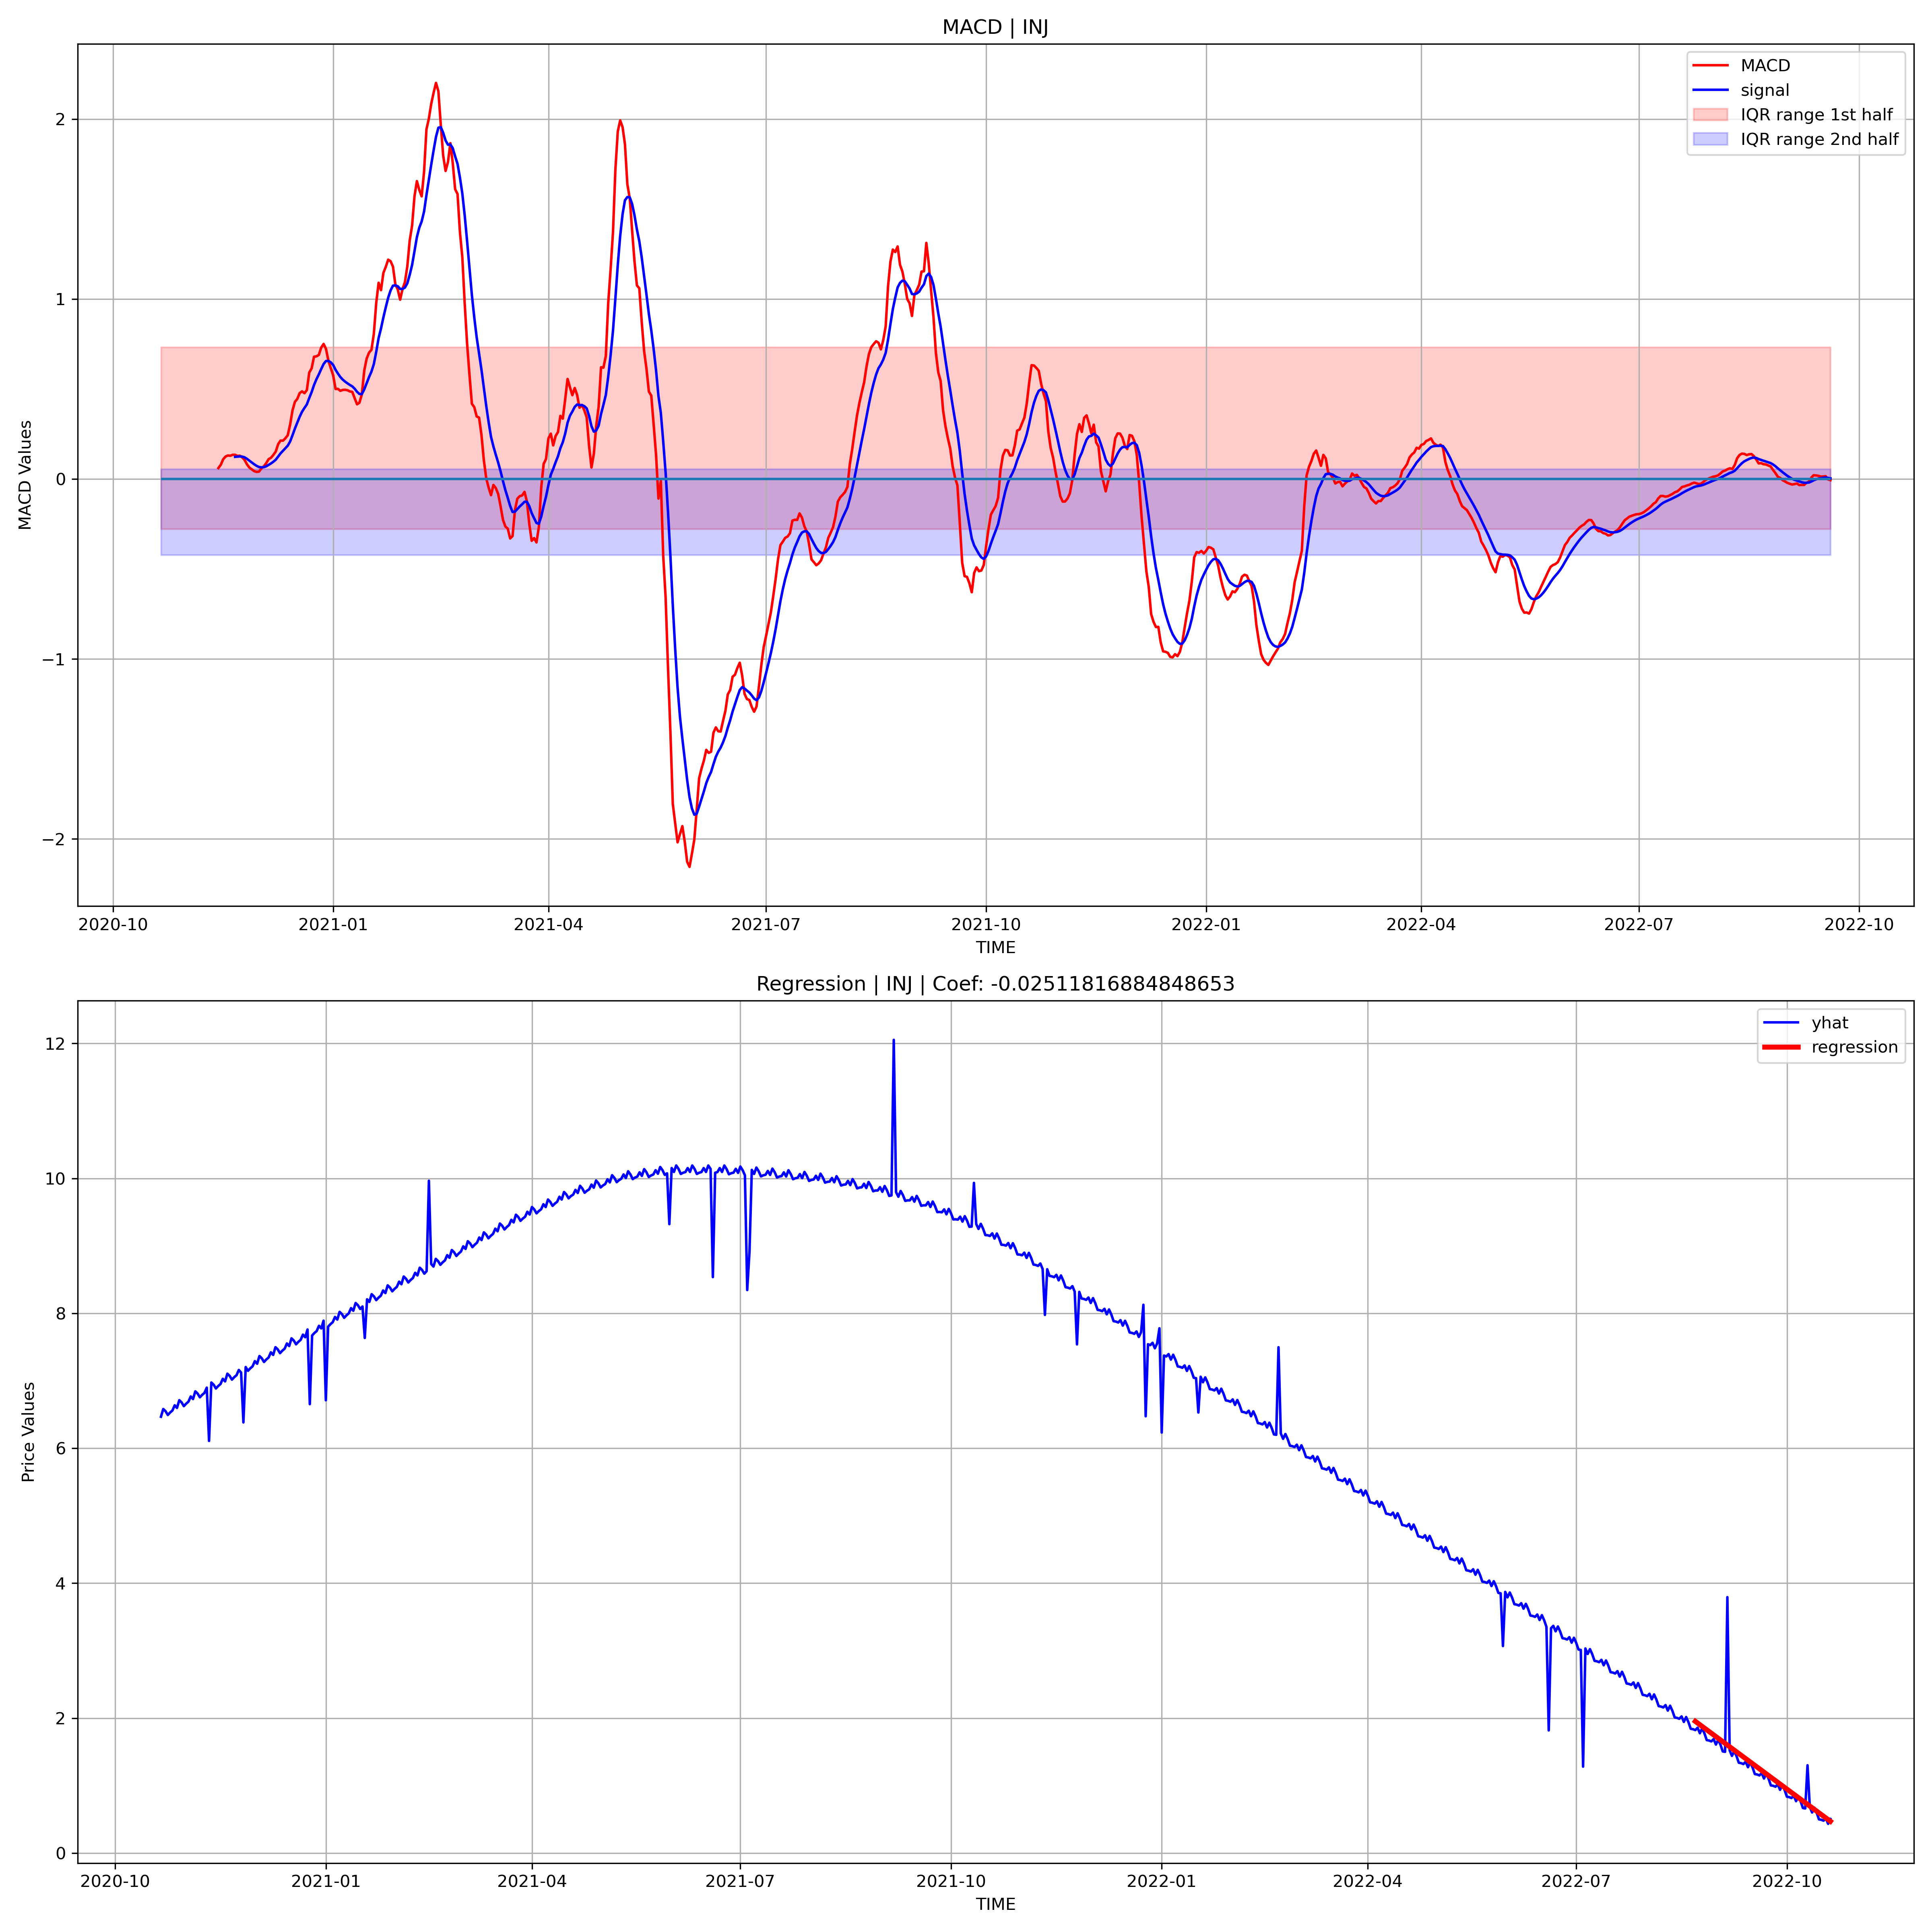 MACD | INJ
MACD
signal
IQR range 1st half
IQR range 2nd half
2
1
0
−1
−2
MACD Values
2020-10 2021-01 2021-04 2021-07 2021-10 2022-01 2022-04 2022-07 2022-10
TIME
Regression | INJ | Coef: -0.02511816884848653
yhat
regression
12
10
8
6
4
2
0
Price Values
2020-10 2021-01 2021-04 2021-07 2021-10 2022-01 2022-04 2022-07 2022-10
TIME